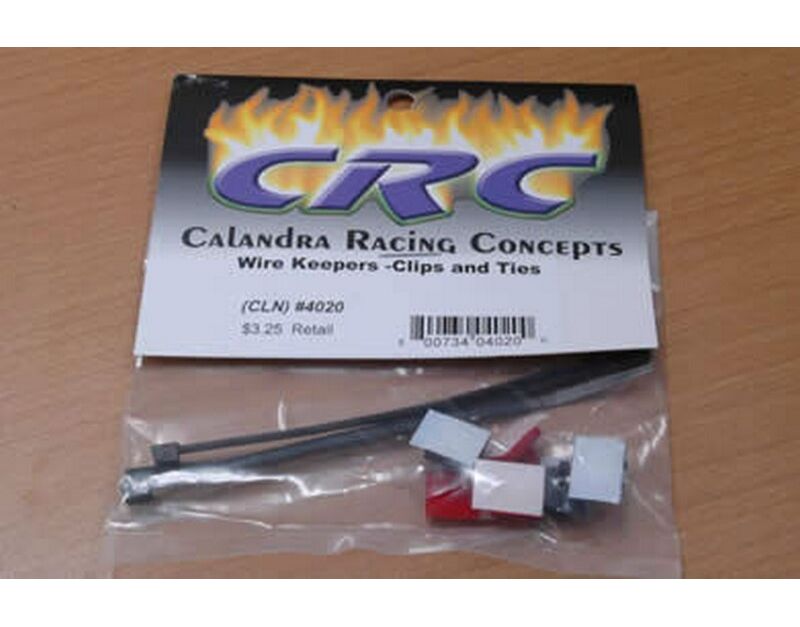 CRC
Calandra Racing Concepts
Wire Keepers -Clips and Ties
(CLN) #4020
$3.25 Retail
00734 04020